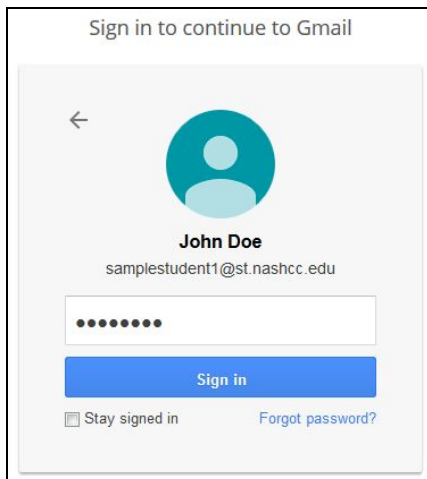 Sign in to continue to Gmail
John Doe
samplestudent1@st.nashcc.edu
••••••••
Sign in
Stay signed in Forgot password?